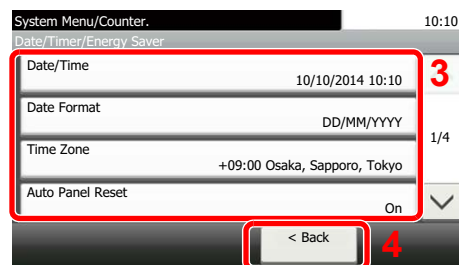 System Menu/Counter.
10:10
Date/Timer/Energy Saver
Date/Time
10/10/2014 10:10
3
Date Format
DD/MM/YYYY
1/4
Time Zone
+09:00 Osaka, Sapporo, Tokyo
Auto Panel Reset
On
< Back
4